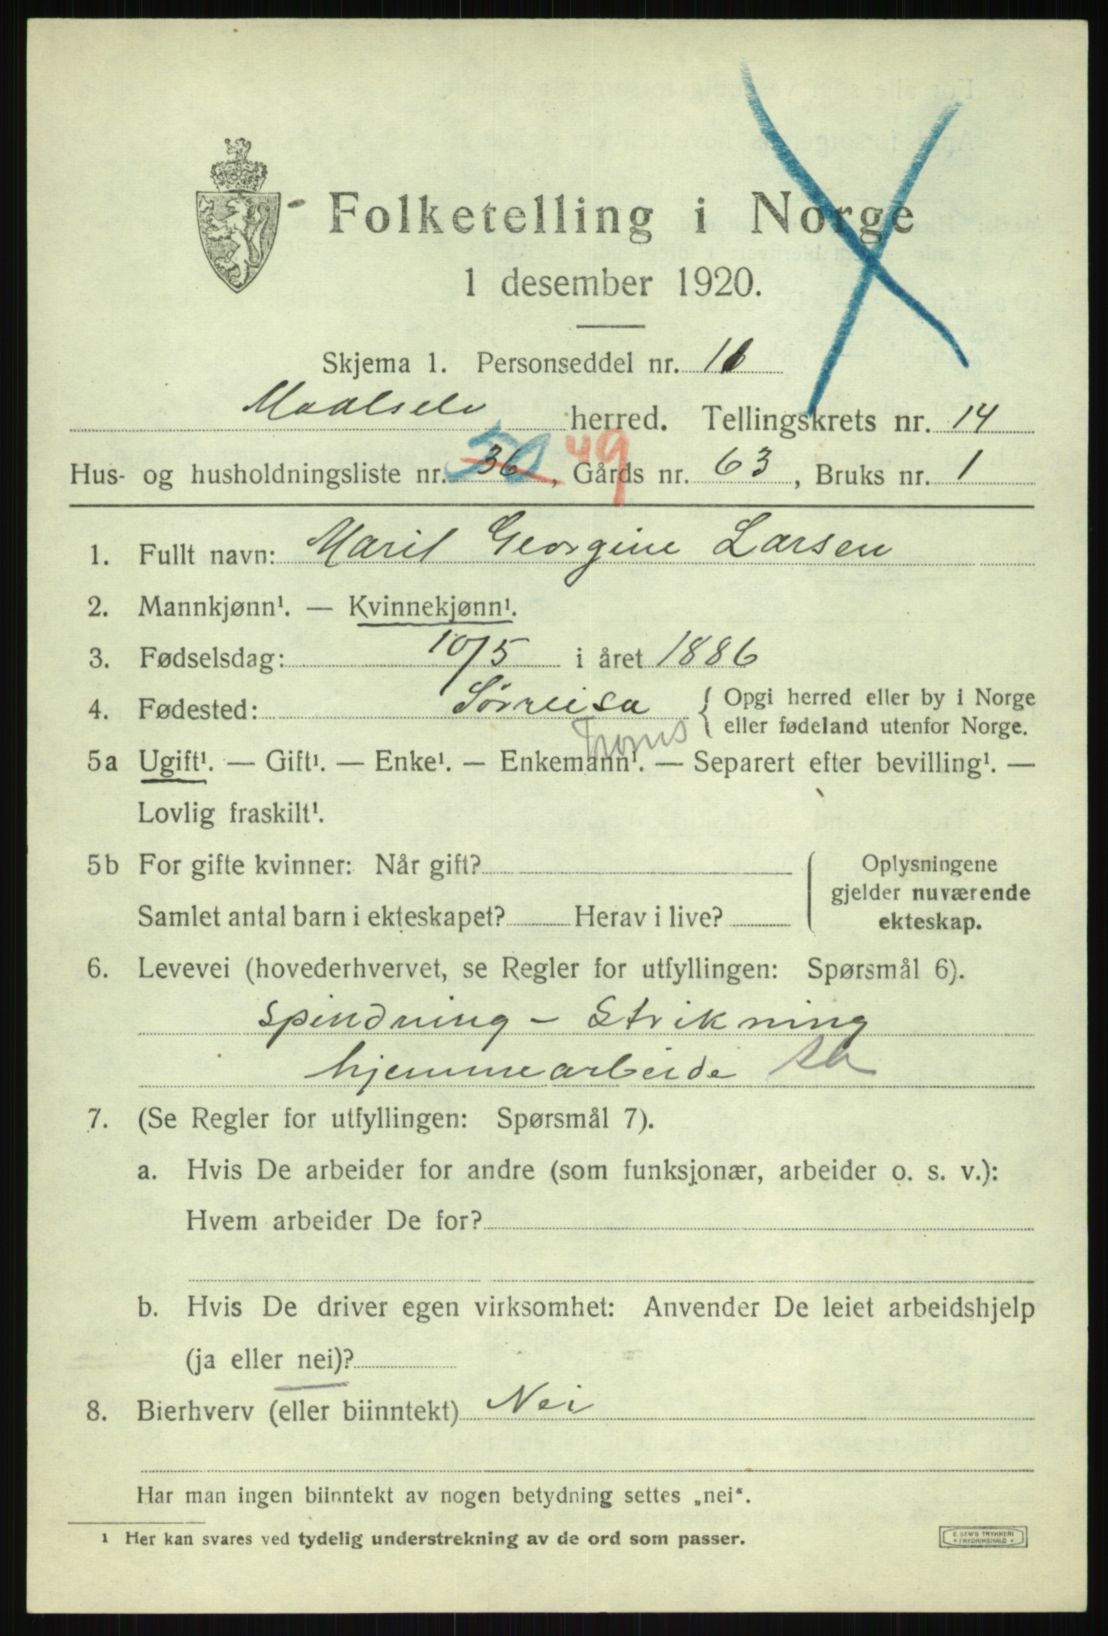 Folketelling i Norge
1 desember 1920.
Skjema 1. Personseddel nr. 11
Maalselv herred. Tellingskrets nr. 14
Hus- og husholdningsliste nr. 36 50 49, Gårds nr. 63, Bruks nr. 1
1. Fullt navn: Maril Georgine Larsen
2. Mannkjønn¹. — Kvinnekjønn¹.
3. Fødselsdag: 10/5 i året 1886
4. Fødested: Sørreisa { Opgi herred eller by i Norge
eller fødeland utenfor Norge.
Troms
5a Ugift¹. — Gift¹. — Enke¹. — Enkemann¹. — Separert efter bevilling¹. —
Lovlig fraskilt¹.
5b For gifte kvinner: Når gift?
Samlet antal barn i ekteskapet? Herav i live?
Oplysningene
gjelder nuværende
ekteskap.
6. Levevei (hovederhvervet, se Regler for utfyllingen: Spørsmål 6).
Spindning - Strikning
hjemmearbeide
7. (Se Regler for utfyllingen: Spørsmål 7).
a. Hvis De arbeider for andre (som funksjonær, arbeider o. s. v.):
Hvem arbeider De for?
b. Hvis De driver egen virksomhet: Anvender De leiet arbeidshjelp
(ja eller nei)?
8. Bierhverv (eller biinntekt) Nei
Har man ingen biinntekt av nogen betydning settes „nei".
¹ Her kan svares ved tydelig understrekning av de ord som passer.